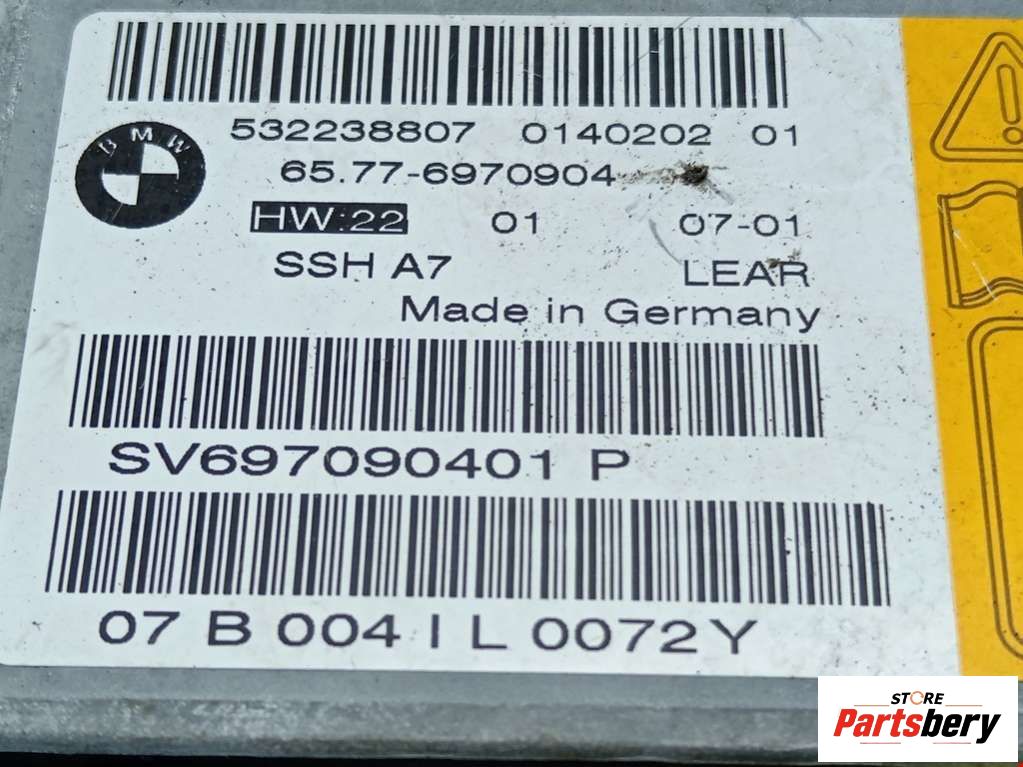 532238807 0140202 01
BMW
65.77-6970904
HW:22 01 07-01
SSH A7 LEAR
Made in Germany
SV697090401 P
07 B 004 I L 0072 Y
STORE
Partsbery